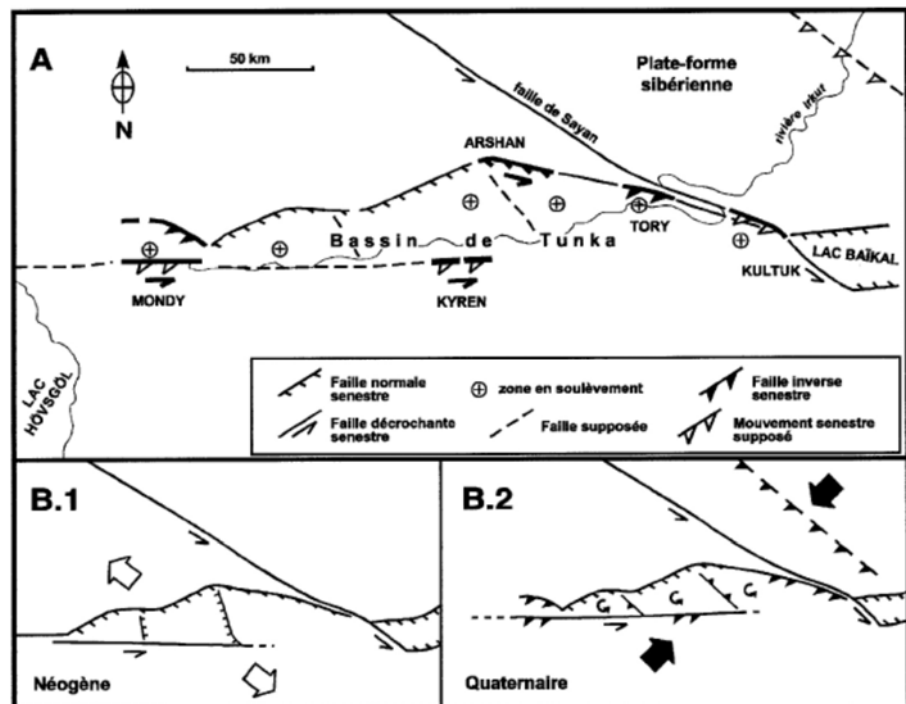 A
50 km
N
Plate-forme
sibérienne
faille de Sayan
rivière Irkur
ARSHAN
Bassin de Tunka
TORY
LAC BAÏKAL
KULTUK
MONDY
KYREN
LAC
HÖVSGÖL
Faille normale
senestre
zone en soulèvement
Faille inverse
senestre
Faille décrochante
senestre
Faille supposée
Mouvement senestre
supposé
B.1
Néogène
B.2
Quaternaire